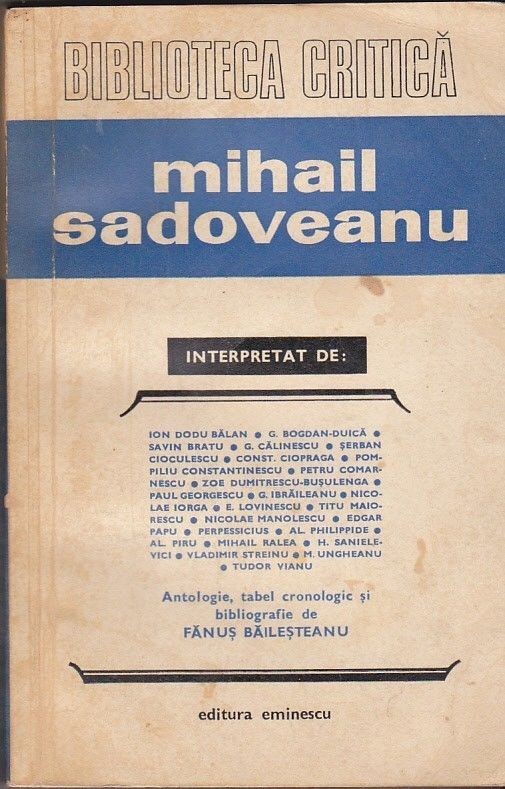 BIBLIOTECA CRITICĂ
mihail
sadoveanu
INTERPRETAT DE:
ION DODU BĂLAN ● G. BOGDAN-DUICĂ ●
SAVIN BRATU ● G. CĂLINESCU ● ŞERBAN
CIOCULESCU ● CONST. CIOPRAGA ● POM-
PILIU CONSTANTINESCU ● PETRU COMAR-
NESCU ● ZOE DUMITRESCU-BUŞULENGA ●
PAUL GEORGESCU ● G. IBRĂILEANU ● NICO-
LAE IORGA ● E. LOVINESCU ● TITU MAIO-
RESCU ● NICOLAE MANOLESCU ● EDGAR
PAPU ● PERPESSICIUS ● AL. PHILIPPIDE ●
AL. PIRU ● MIHAIL RALEA ● H. SANIELE-
VICI ● VLADIMIR STREINU ● M. UNGHEANU
● TUDOR VIANU
Antologie, tabel cronologic şi
bibliografie de
FĂNUŞ BĂILEŞTEANU
editura eminescu